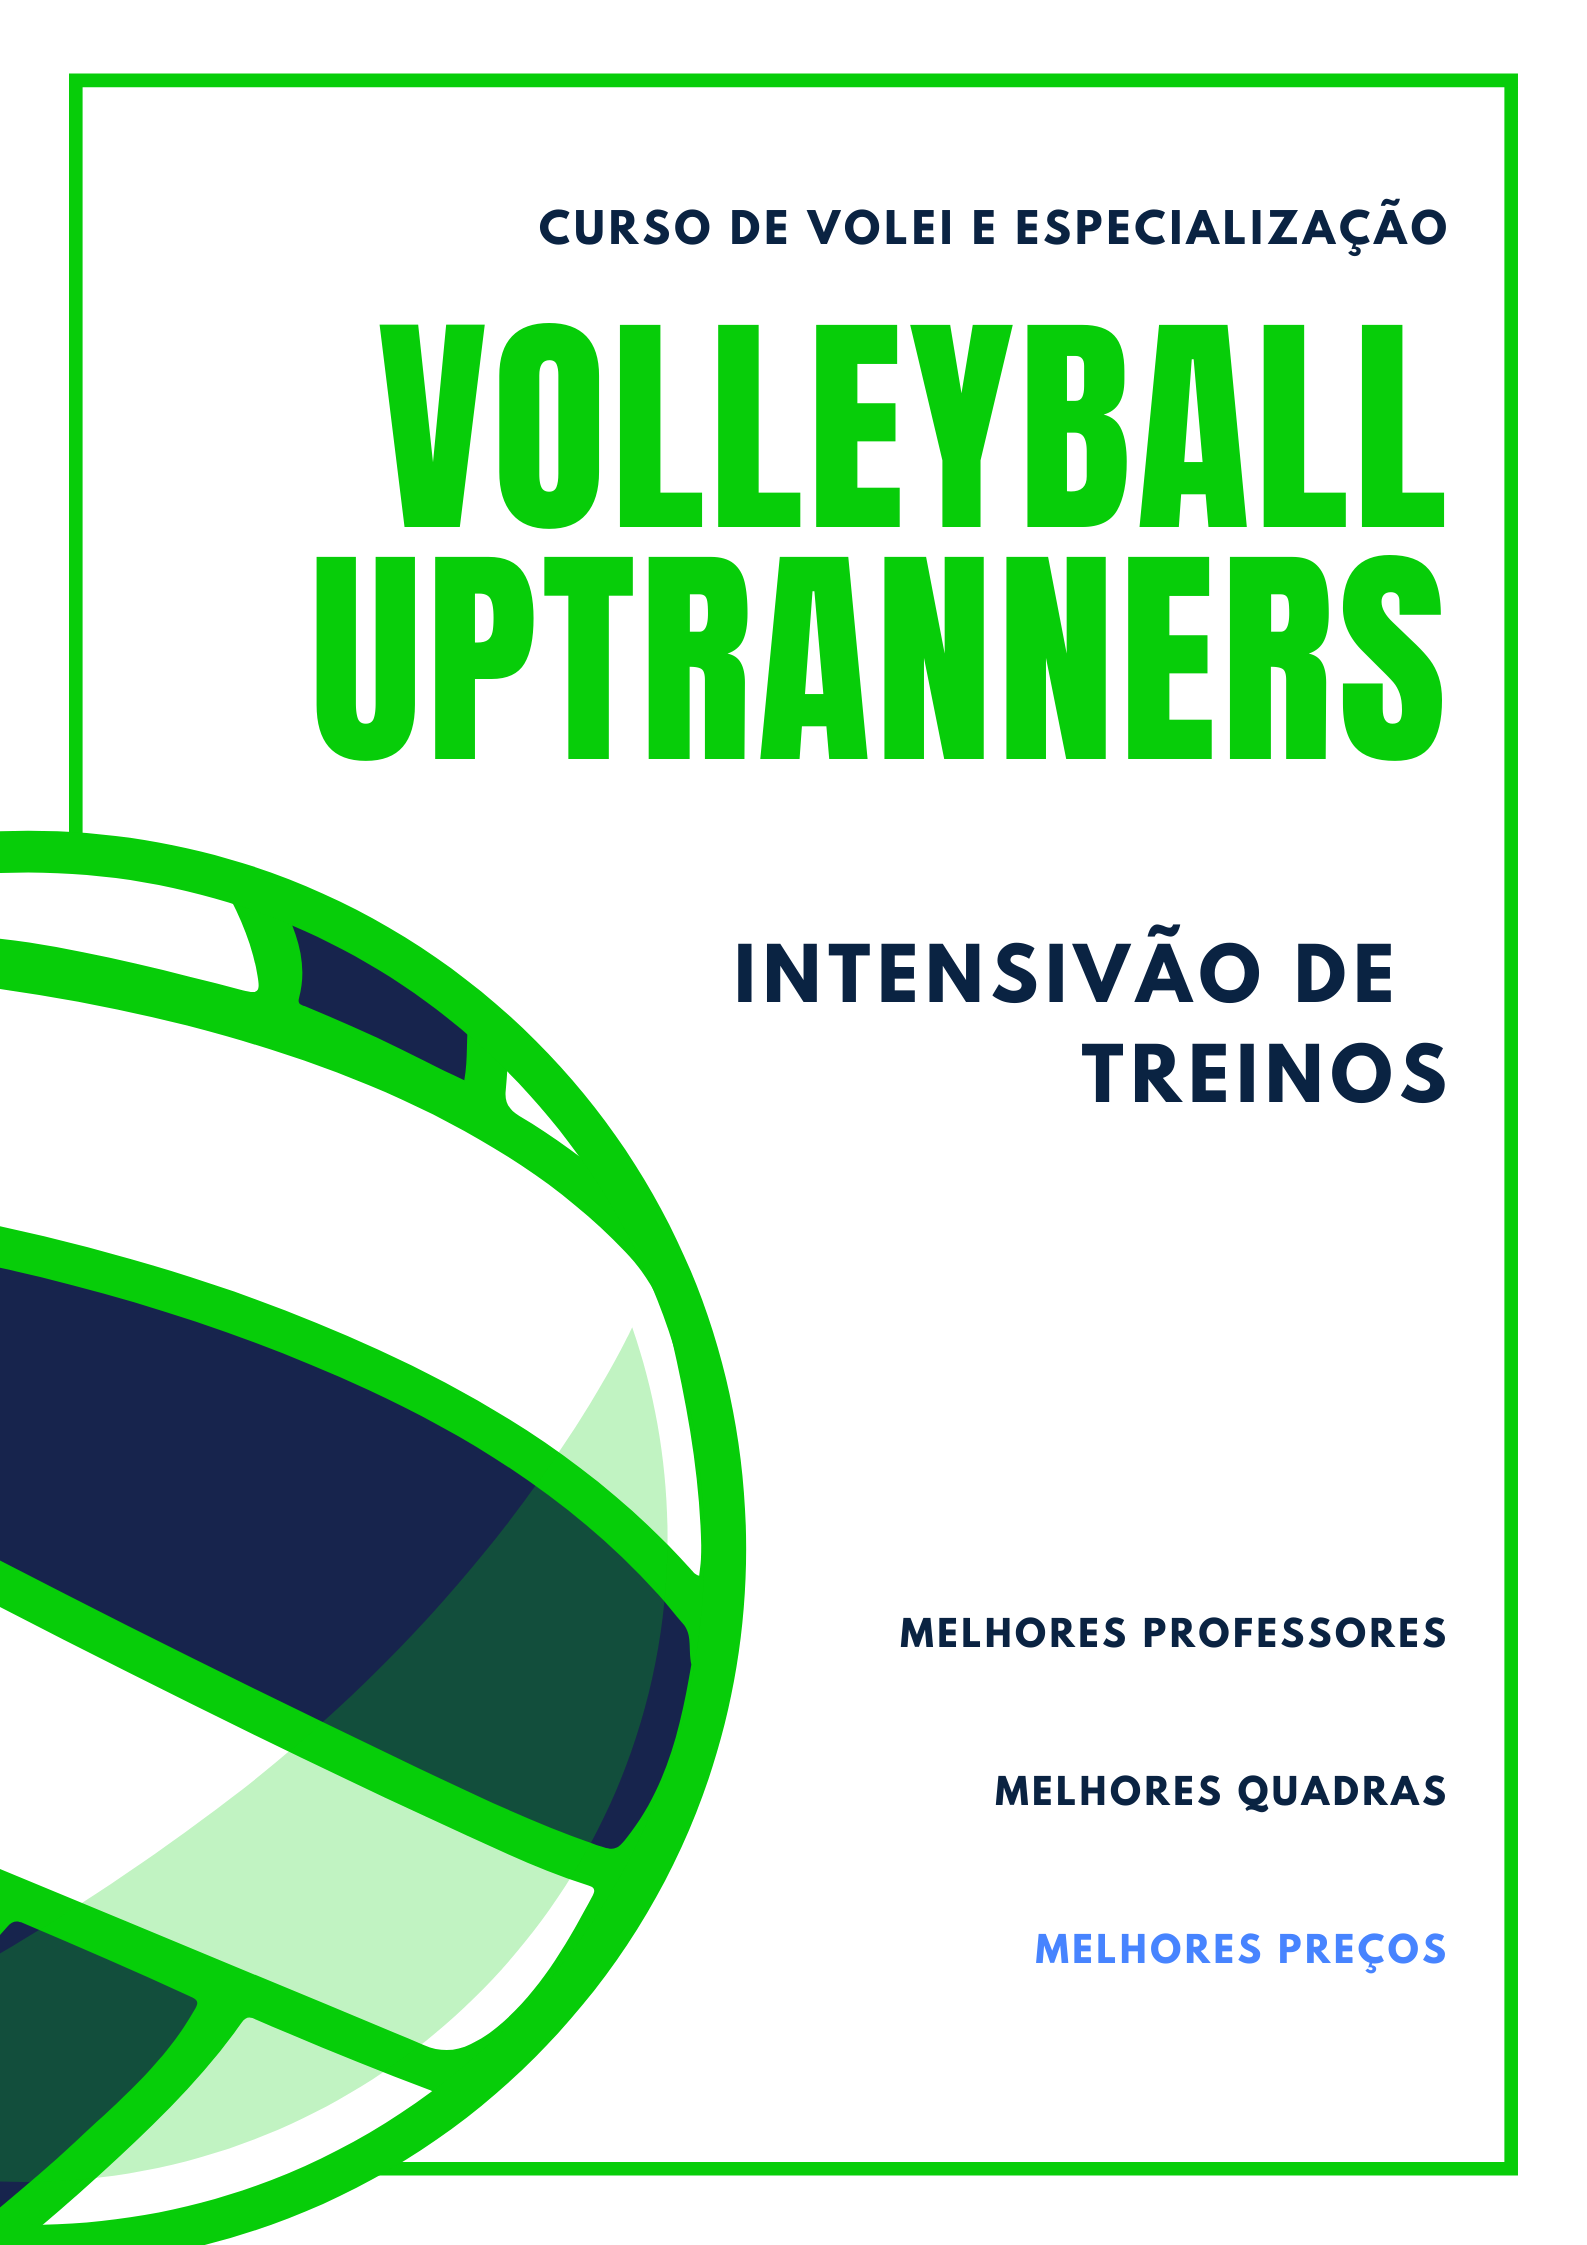 CURSO DE VOLEI E ESPECIALIZAÇÃO
VOLLEYBALL
UPTRANNERS
INTENSIVÃO DE
TREINOS
MELHORES PROFESSORES
MELHORES QUADRAS
MELHORES PREÇOS